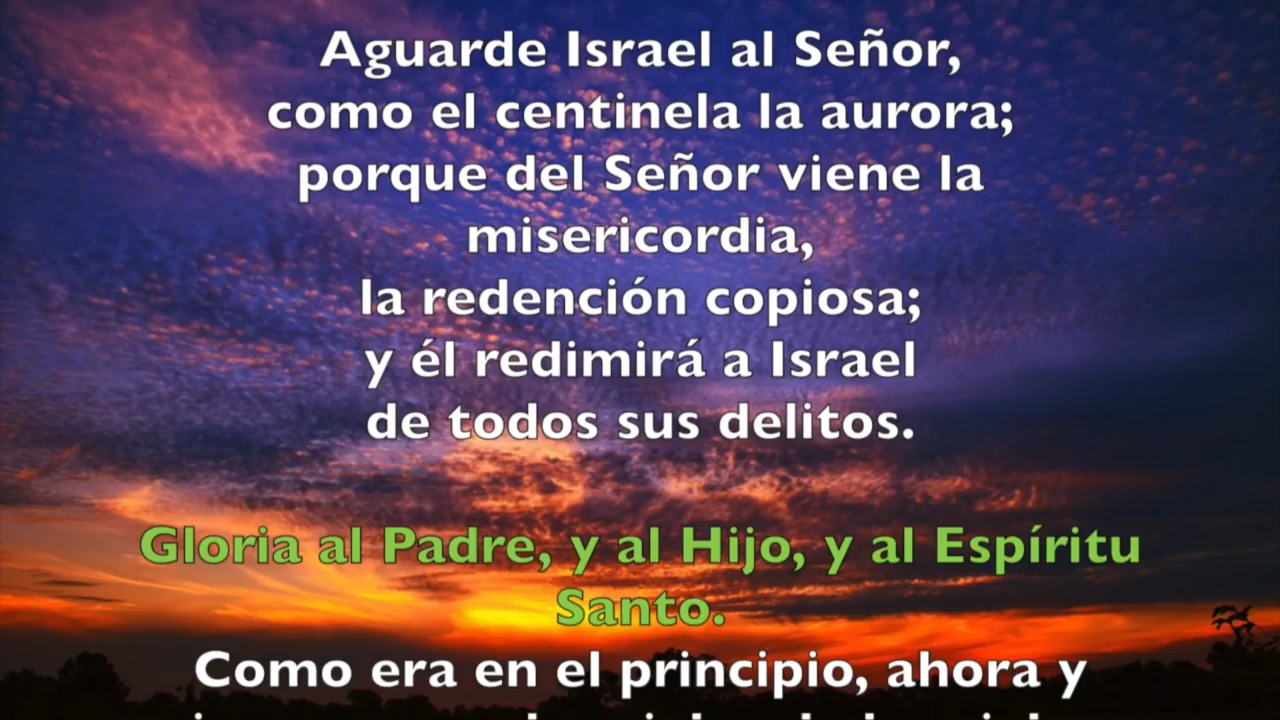 Aguarde Israel al Señor,
como el centinela la aurora;
porque del Señor viene la
misericordia,
la redención copiosa;
y él redimirá a Israel
de todos sus delitos.
Gloria al Padre, y al Hijo, y al Espíritu
Santo.
Como era en el principio, ahora y